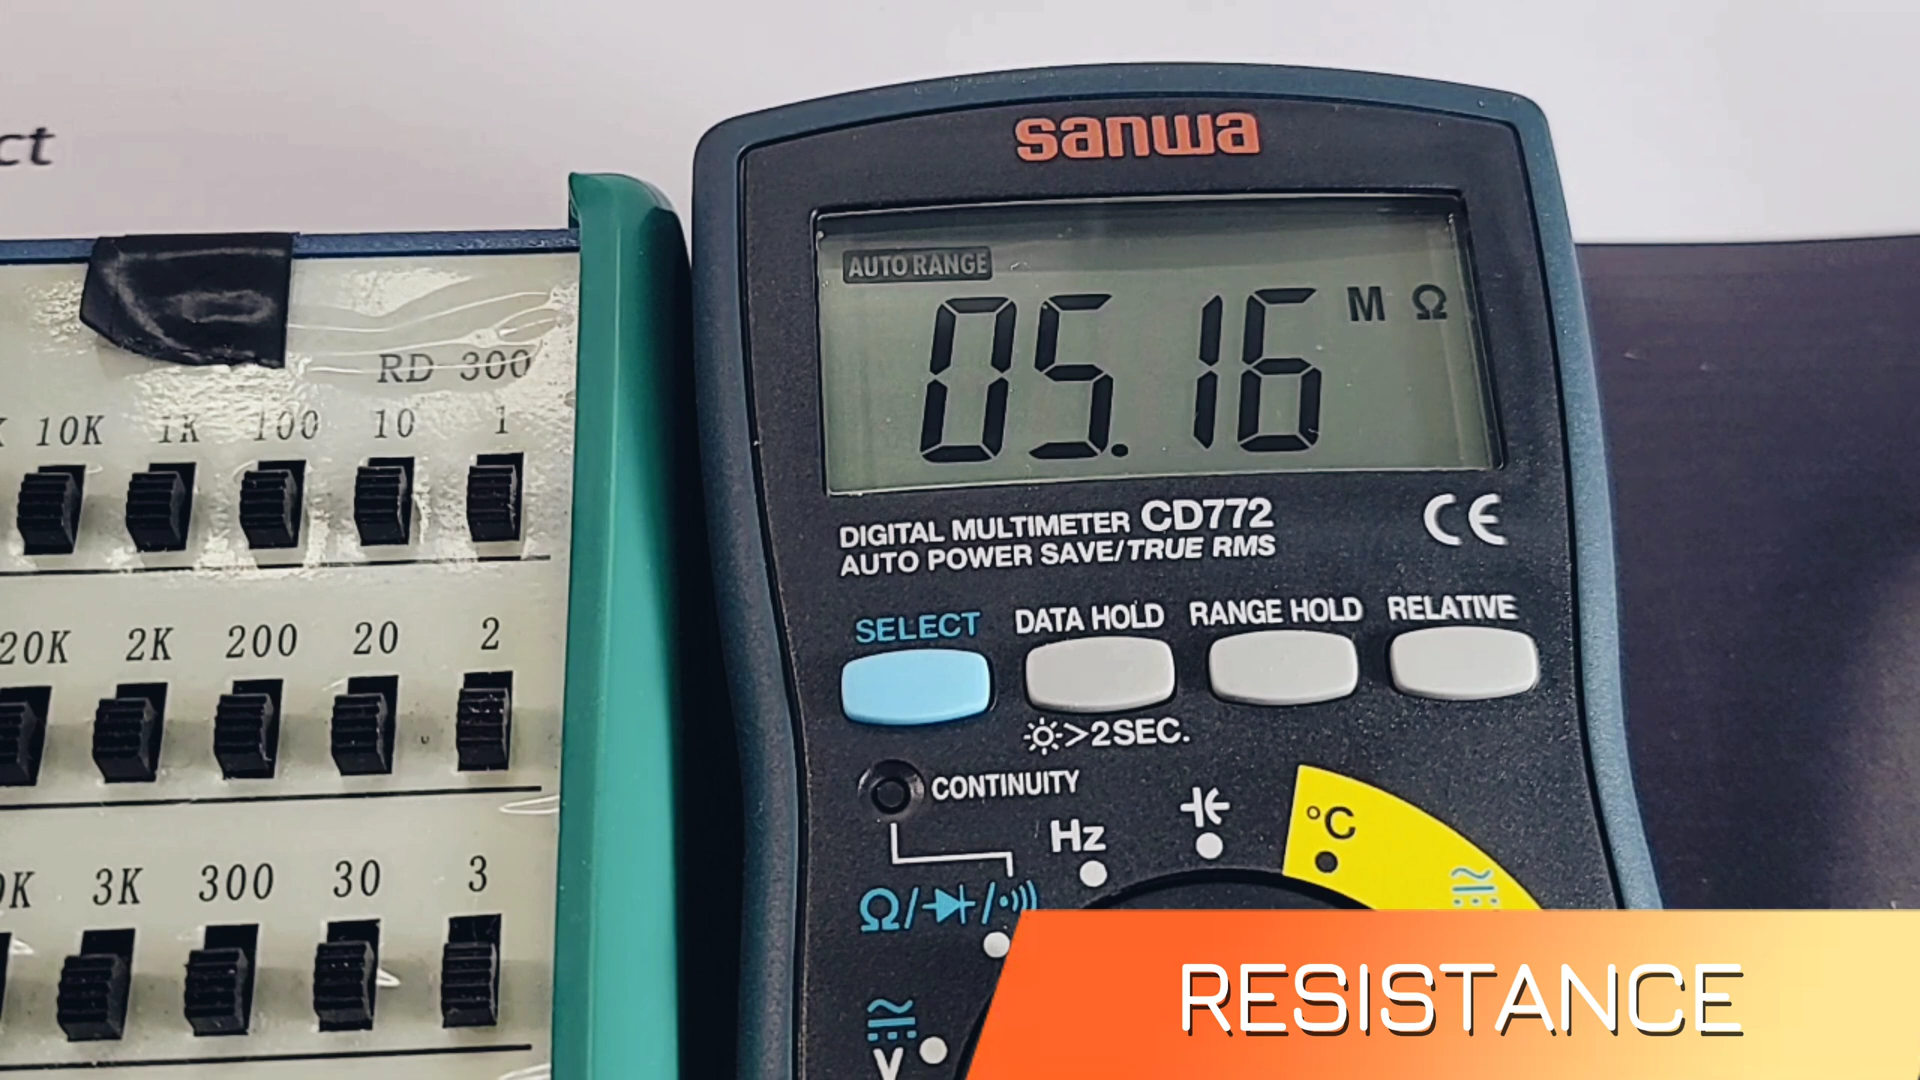 ct
RD 300
10K 1K 100 10 1
20K 2K 200 20 2
3K 300 30 3
sanwa
AUTO RANGE
05.16 M Ω
DIGITAL MULTIMETER CD772
AUTO POWER SAVE/TRUE RMS
CE
SELECT DATA HOLD RANGE HOLD RELATIVE
>2SEC.
CONTINUITY
Hz
°C
Ω/
V
RESISTANCE